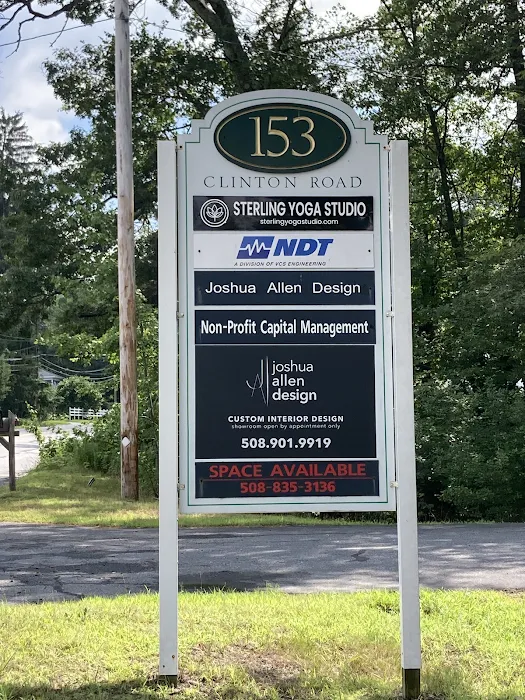 153
CLINTON ROAD
STERLING YOGA STUDIO
sterlingyogastudio.com
NDT
A DIVISION OF VCS ENGINEERING
Joshua Allen Design
Non-Profit Capital Management
joshua
allen
design
CUSTOM INTERIOR DESIGN
showroom open by appointment only
508.901.9919
SPACE AVAILABLE
508-835-3136